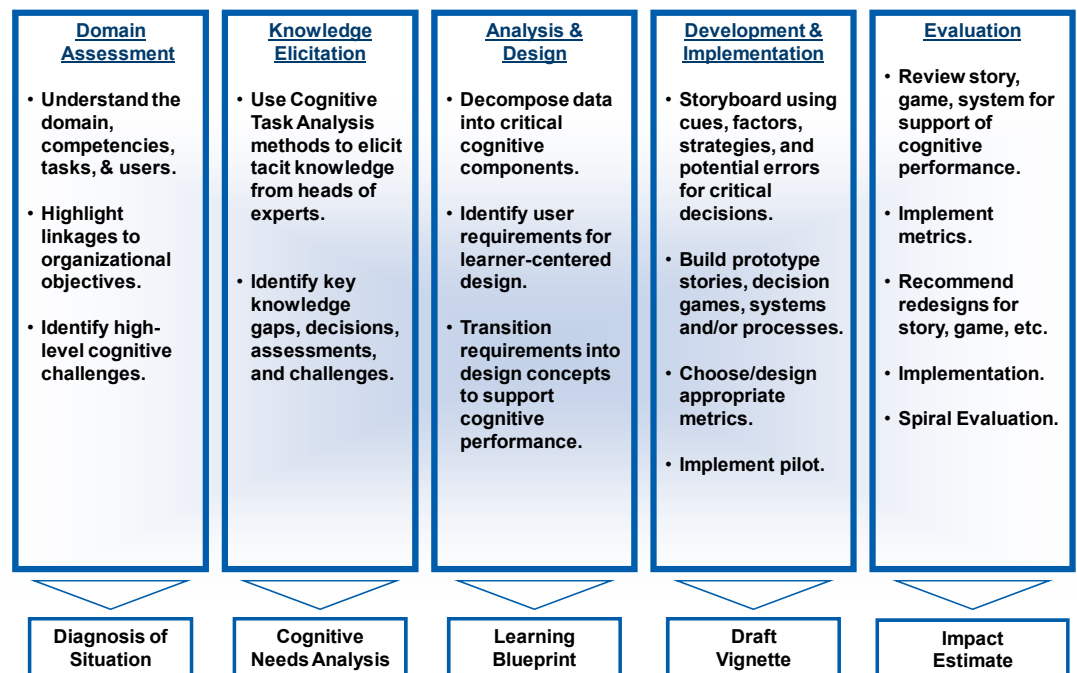 Domain
Assessment
• Understand the
domain,
competencies,
tasks, & users.
• Highlight
linkages to
organizational
objectives.
• Identify high-
level cognitive
challenges.
Knowledge
Elicitation
• Use Cognitive
Task Analysis
methods to elicit
tacit knowledge
from heads of
experts.
• Identify key
knowledge
gaps, decisions,
assessments,
and challenges.
Analysis &
Design
• Decompose data
into critical
cognitive
components.
• Identify user
requirements for
learner-centered
design.
• Transition
requirements into
design concepts
to support
cognitive
performance.
Development &
Implementation
• Storyboard using
cues, factors,
strategies, and
potential errors
for critical
decisions.
• Build prototype
stories, decision
games, systems
and/or processes.
• Choose/design
appropriate
metrics.
• Implement pilot.
Evaluation
• Review story,
game, system for
support of
cognitive
performance.
• Implement
metrics.
• Recommend
redesigns for
story, game, etc.
• Implementation.
• Spiral Evaluation.
Diagnosis of
Situation
Cognitive
Needs Analysis
Learning
Blueprint
Draft
Vignette
Impact
Estimate